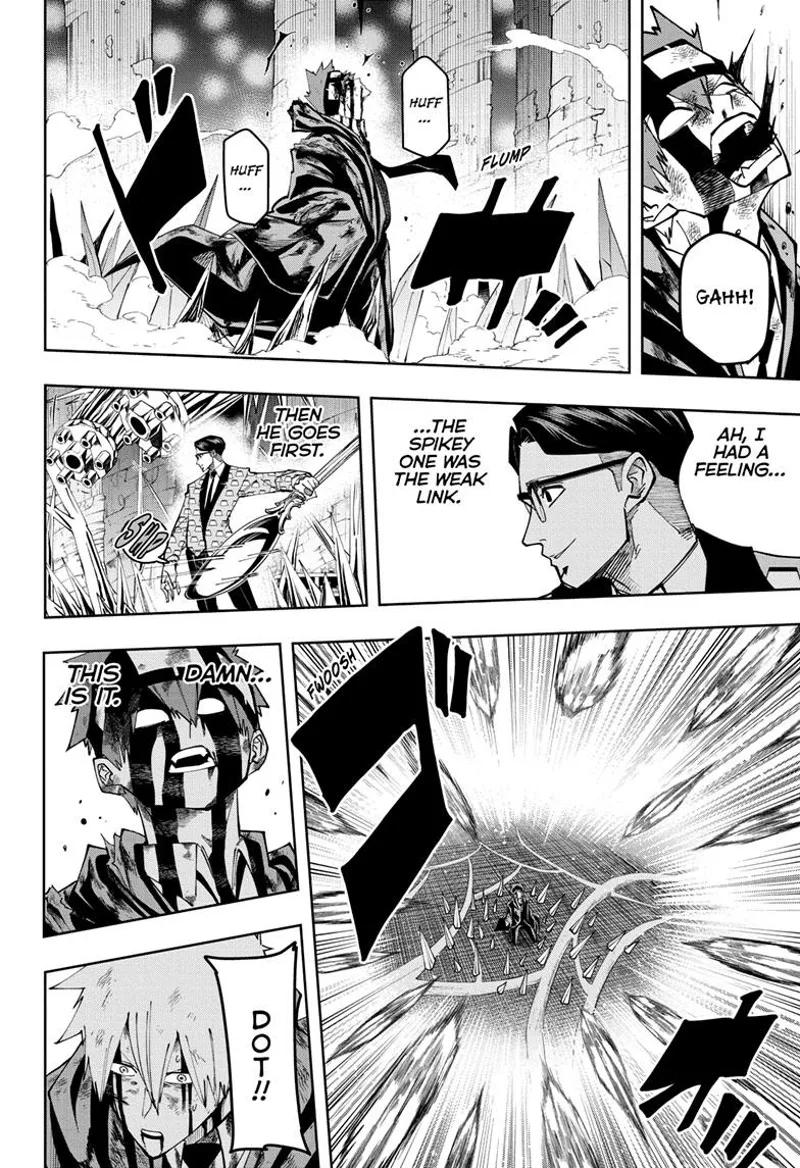 GAHH!
FLUMP
HUFF
...
HUFF
...
AH, I
HAD A
FEELING...
...THE
SPIKEY
ONE WAS
THE WEAK
LINK.
THEN
HE GOES
FIRST.
FWOOSH
DAMN...
THIS
IS IT.
DOT!!